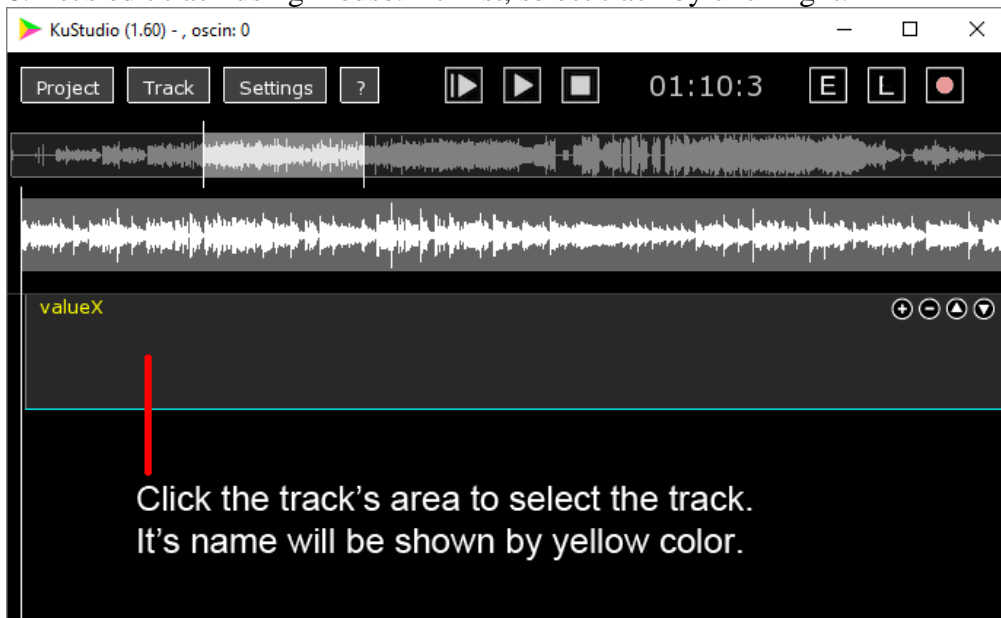 KuStudio (1.60) - , oscin: 0
Project Track Settings ? 01:10:3 E L
valueX
Click the track's area to select the track.
It's name will be shown by yellow color.